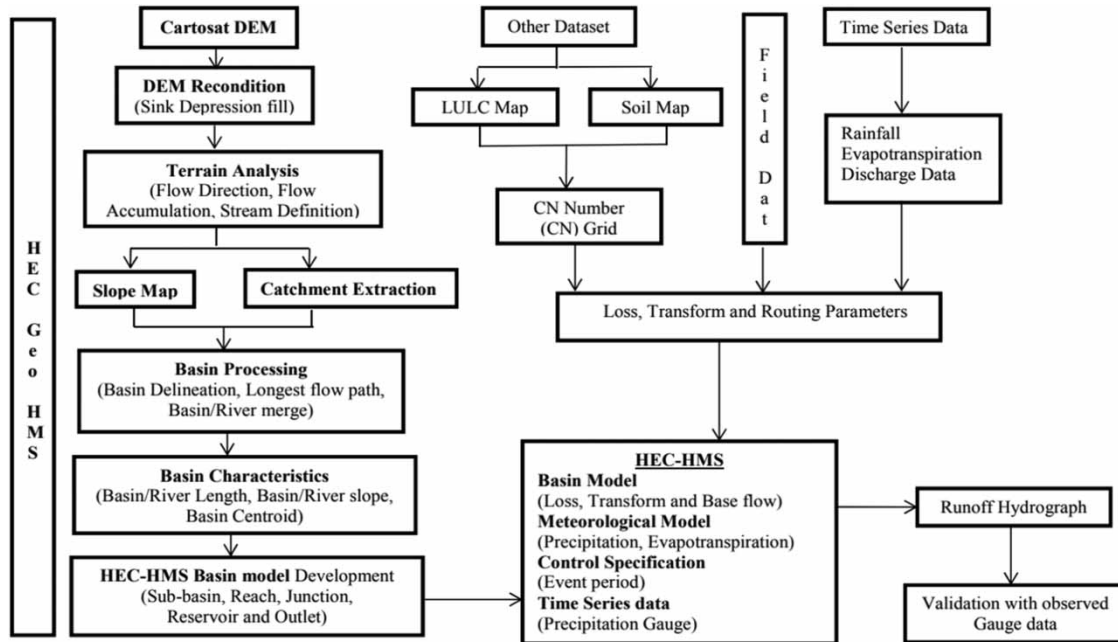 HEC Geo HMS
Cartosat DEM
DEM Recondition
(Sink Depression fill)
Terrain Analysis
(Flow Direction, Flow
Accumulation, Stream Definition)
Slope Map
Catchment Extraction
Basin Processing
(Basin Delineation, Longest flow path,
Basin/River merge)
Basin Characteristics
(Basin/River Length, Basin/River slope,
Basin Centroid)
HEC-HMS Basin model Development
(Sub-basin, Reach, Junction,
Reservoir and Outlet)
Other Dataset
LULC Map
Soil Map
CN Number
(CN) Grid
Field Dat
Time Series Data
Rainfall
Evapotranspiration
Discharge Data
Loss, Transform and Routing Parameters
HEC-HMS
Basin Model
(Loss, Transform and Base flow)
Meteorological Model
(Precipitation, Evapotranspiration)
Control Specification
(Event period)
Time Series data
(Precipitation Gauge)
Runoff Hydrograph
Validation with observed
Gauge data